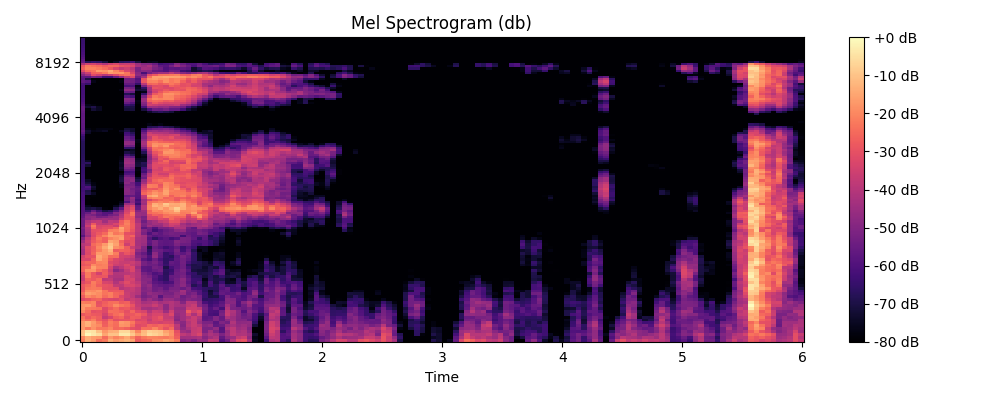 Mel Spectrogram (db)
Hz
8192
4096
2048
1024
512
0
0 1 2 3 4 5 6
Time
+0 dB
-10 dB
-20 dB
-30 dB
-40 dB
-50 dB
-60 dB
-70 dB
-80 dB